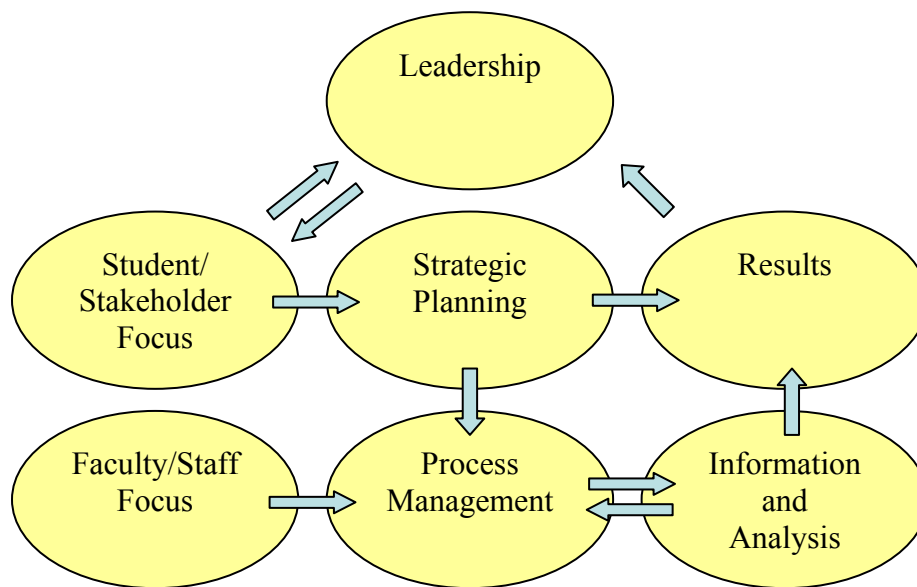 Leadership
Student/
Stakeholder
Focus
Strategic
Planning
Results
Faculty/Staff
Focus
Process
Management
Information
and
Analysis